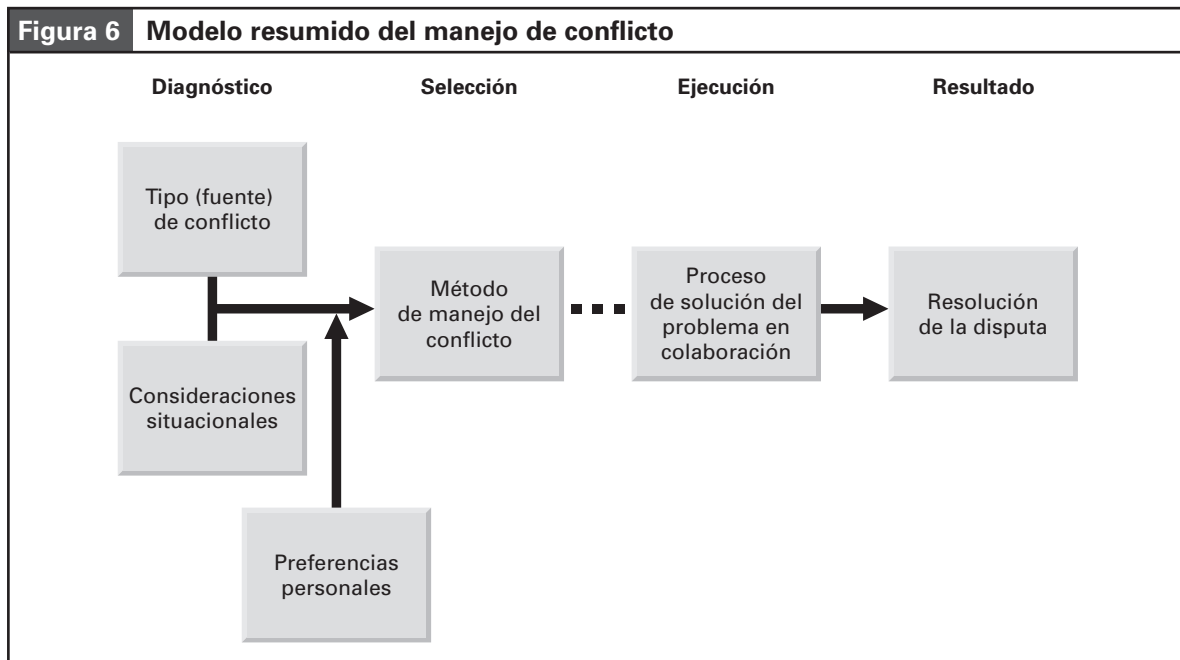 Figura 6 Modelo resumido del manejo de conflicto
Diagnóstico Selección Ejecución Resultado
Tipo (fuente)
de conflicto
Consideraciones
situacionales
Preferencias
personales
Método
de manejo del
conflicto
Proceso
de solución del
problema en
colaboración
Resolución
de la disputa